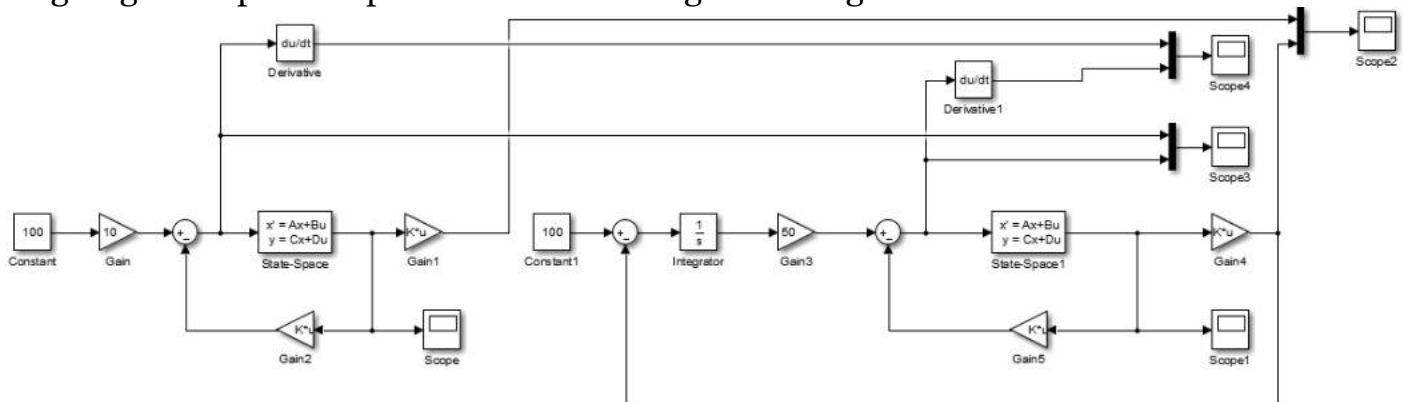 du/dt
Derivative
du/dt
Derivative1
Scope4
Scope2
Scope3
100
Constant
10
Gain
x' = Ax+Bu
y = Cx+Du
State-Space
K*u
Gain1
100
Constant1
1
s
Integrator
50
Gain3
x' = Ax+Bu
y = Cx+Du
State-Space1
K*u
Gain4
K*u
Gain2
Scope
K*u
Gain5
Scope1